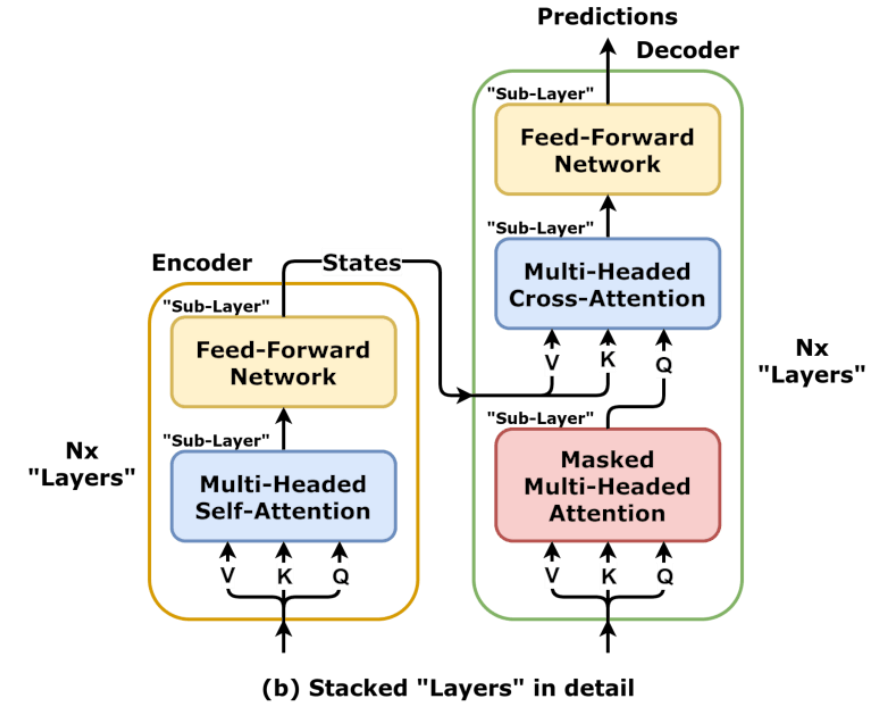 Predictions
Decoder
"Sub-Layer"
Feed-Forward
Network
"Sub-Layer"
Multi-Headed
Cross-Attention
V
K
Q
Nx
"Layers"
"Sub-Layer"
Masked
Multi-Headed
Attention
V
K
Q
Encoder
States
"Sub-Layer"
Feed-Forward
Network
"Sub-Layer"
Nx
"Layers"
Multi-Headed
Self-Attention
V
K
Q
(b) Stacked "Layers" in detail